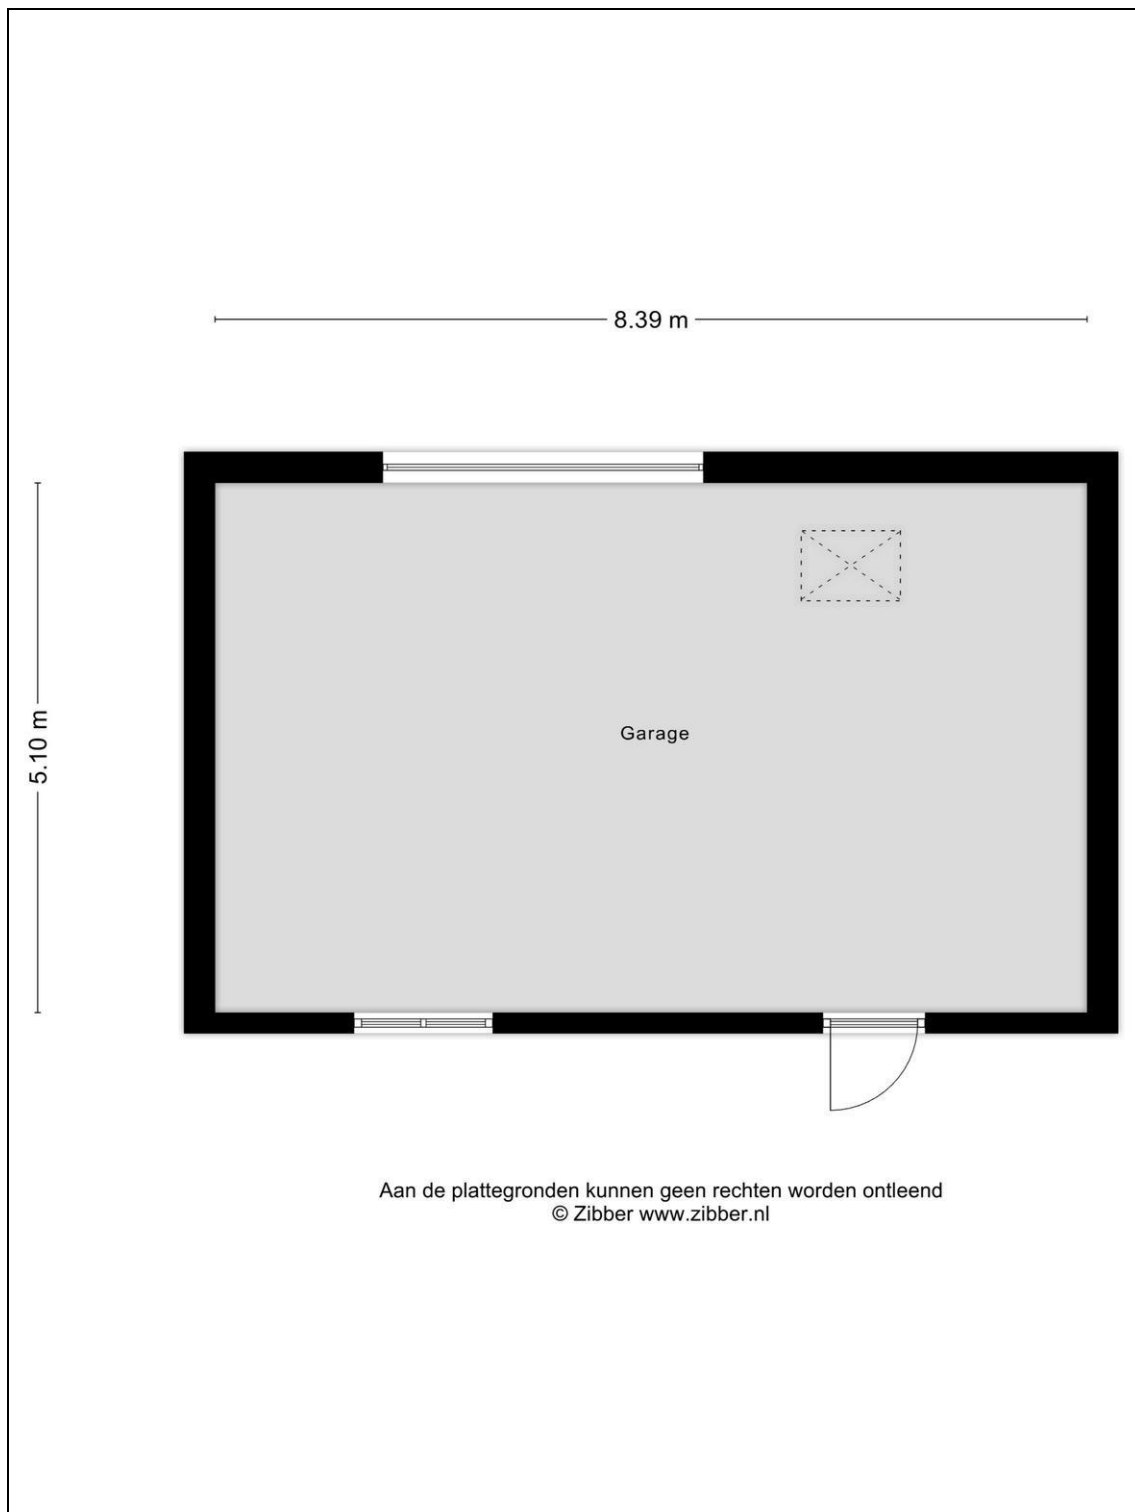 8.39 m
5.10 m
Garage
Aan de plattegronden kunnen geen rechten worden ontleend
© Zibber www.zibber.nl